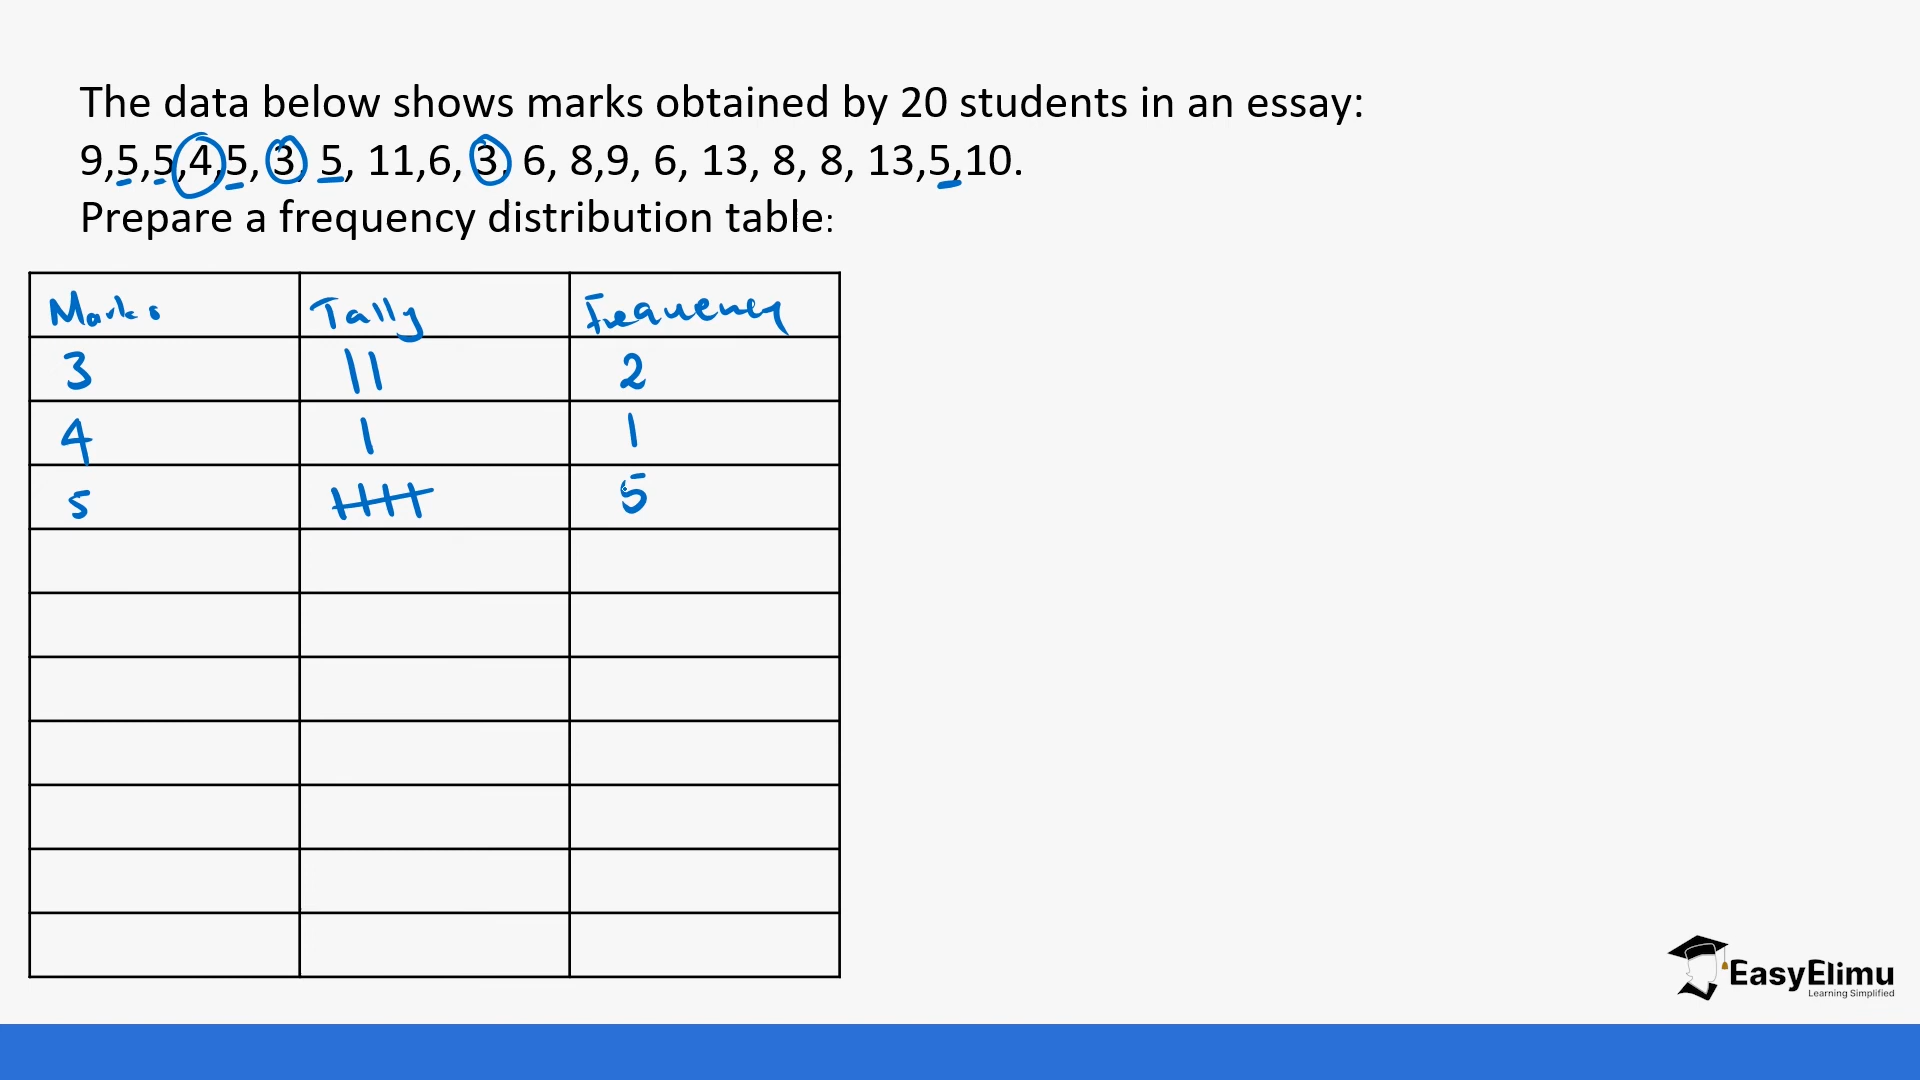 The data below shows marks obtained by 20 students in an essay:
9,5,5,4,5, 3, 5, 11,6, 3, 6, 8,9, 6, 13, 8, 8, 13,5,10.
Prepare a frequency distribution table:
Marks Tally Frequency
3 || 2
4 | 1
5 ䷀ 5
EasyElimu
Learning Simplified